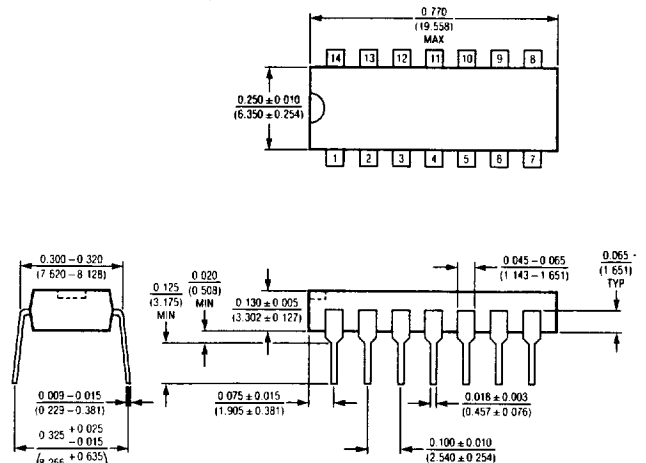 0.770
(19.558)
MAX
14 13 12 11 10 9 8
0.250 ± 0.010
(6.350 ± 0.254)
1 2 3 4 5 6 7
0.300 – 0.320
(7.620 – 8.128)
0.125
(3.175)
MIN
0.020
(0.508)
MIN
0.130 ± 0.005
(3.302 ± 0.127)
0.045 – 0.065
(1.143 – 1.651)
0.065
(1.651)
TYP
0.009 – 0.015
(0.229 – 0.381)
0.325 + 0.025
– 0.015
(8.255 + 0.635)
0.075 ± 0.015
(1.905 ± 0.381)
0.018 ± 0.003
(0.457 ± 0.076)
0.100 ± 0.010
(2.540 ± 0.254)